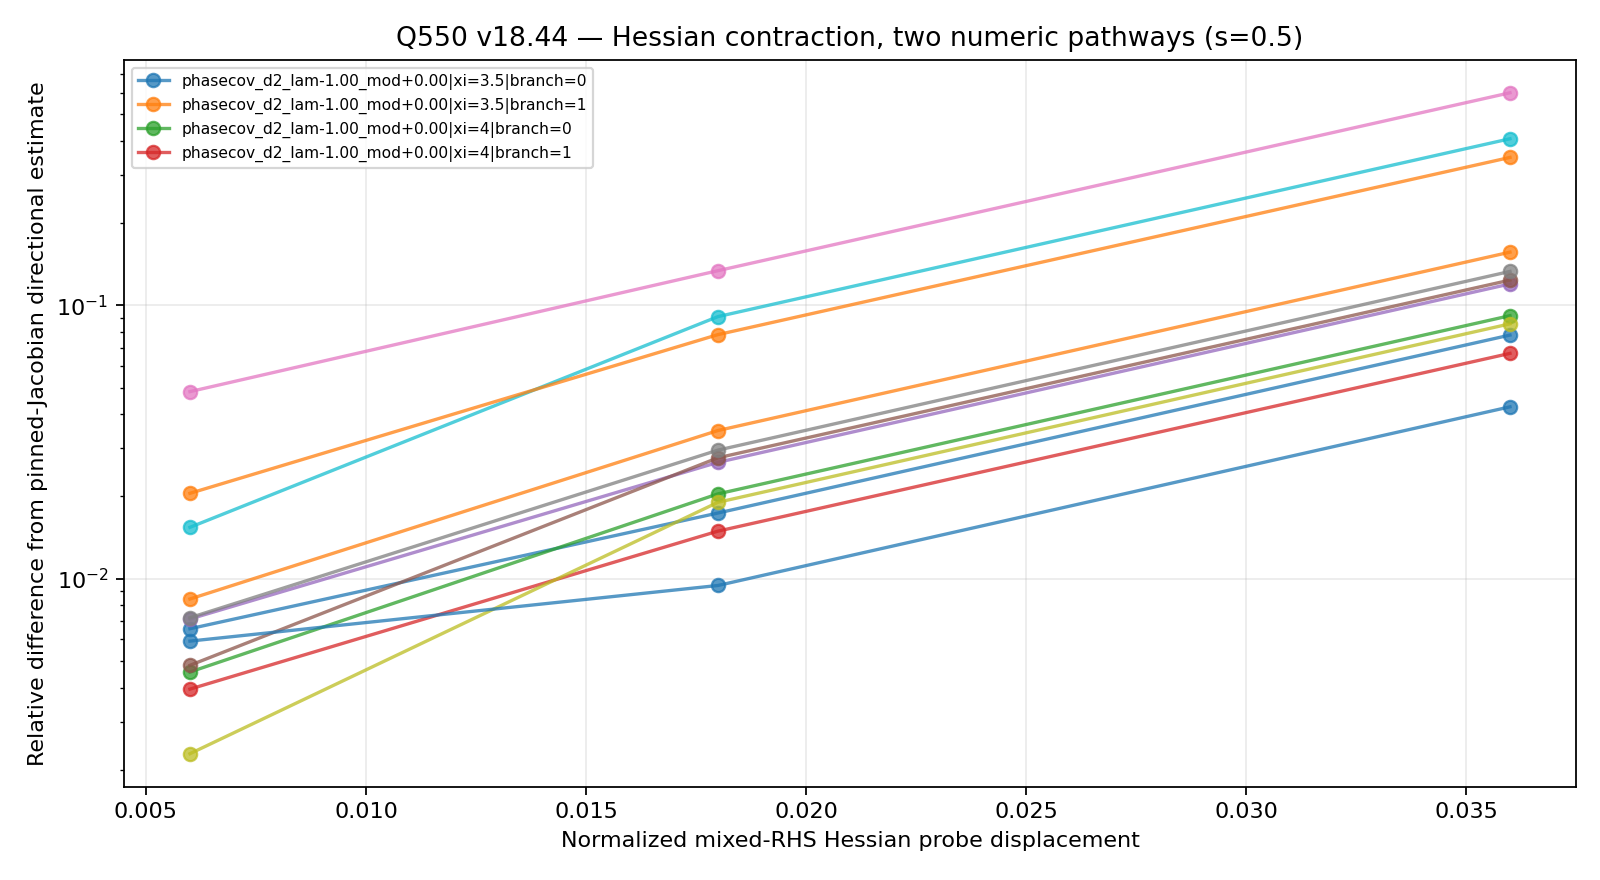 Q550 v18.44 — Hessian contraction, two numeric pathways (s=0.5)
phasecov_d2_lam-1.00_mod+0.00|xi=3.5|branch=0
phasecov_d2_lam-1.00_mod+0.00|xi=3.5|branch=1
phasecov_d2_lam-1.00_mod+0.00|xi=4|branch=0
phasecov_d2_lam-1.00_mod+0.00|xi=4|branch=1
Relative difference from pinned-Jacobian directional estimate
10⁻¹
10⁻²
0.005 0.010 0.015 0.020 0.025 0.030 0.035
Normalized mixed-RHS Hessian probe displacement